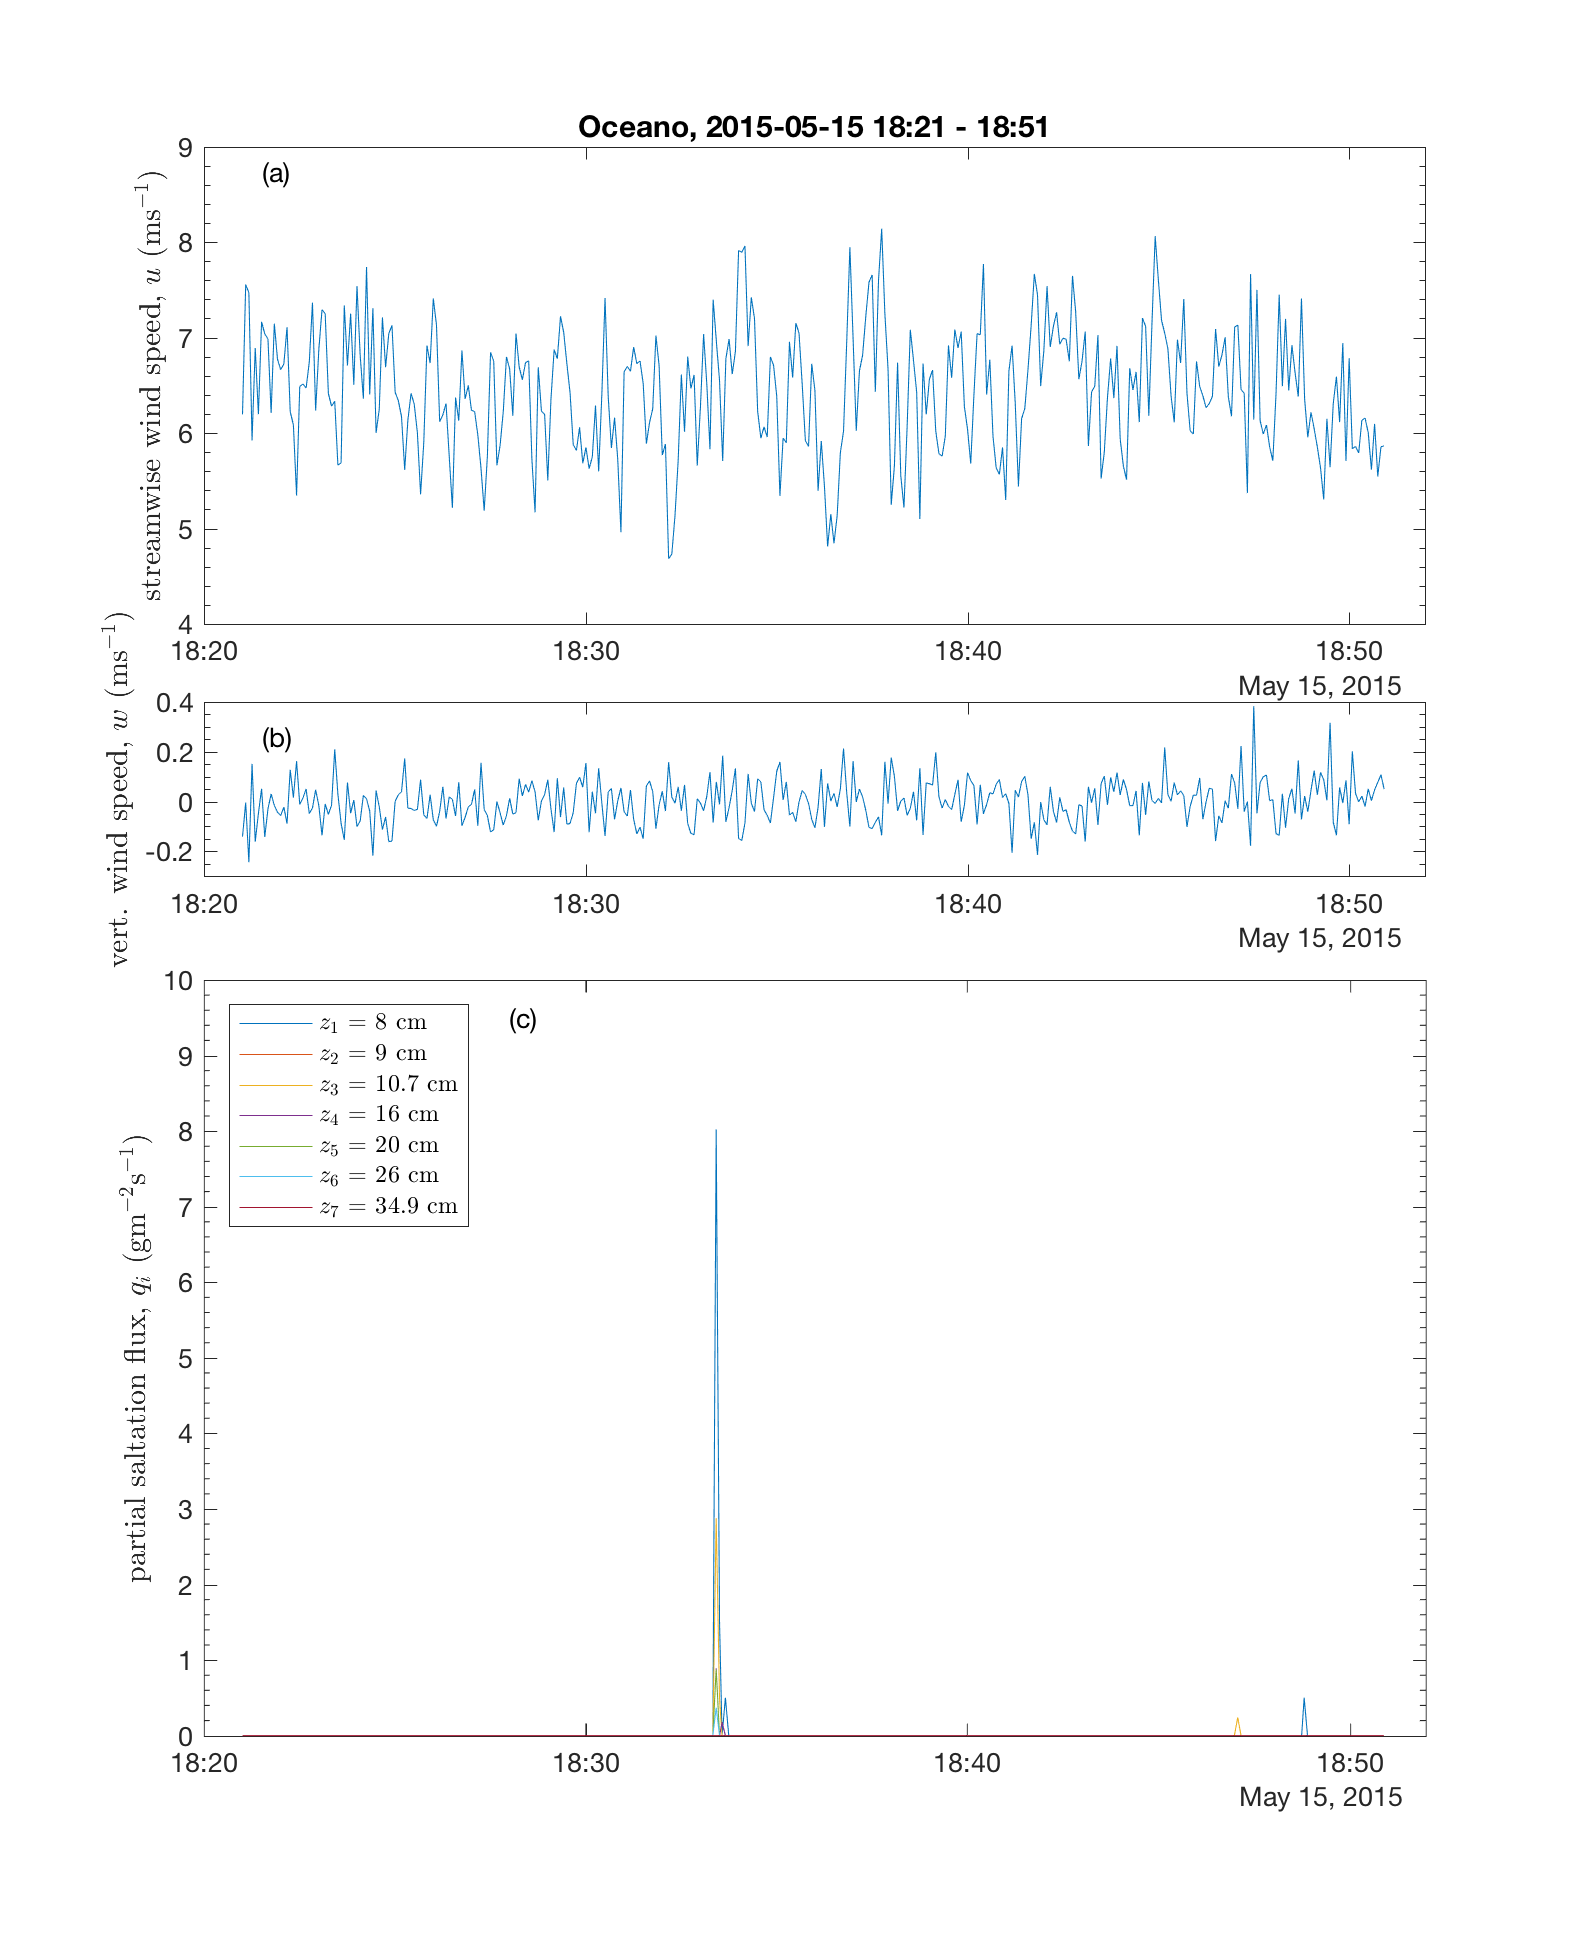 Oceano, 2015-05-15 18:21 - 18:51
(a)
streamwise wind speed, u (ms⁻¹)
9
8
7
6
5
4
18:20 18:30 18:40 18:50
May 15, 2015
(b)
vert. wind speed, w (ms⁻¹)
0.4
0.2
0
-0.2
18:20 18:30 18:40 18:50
May 15, 2015
(c)
partial saltation flux, qᵢ (gm⁻²s⁻¹)
10
9
8
7
6
5
4
3
2
1
0
z₁ = 8 cm
z₂ = 9 cm
z₃ = 10.7 cm
z₄ = 16 cm
z₅ = 20 cm
z₆ = 26 cm
z₇ = 34.9 cm
18:20 18:30 18:40 18:50
May 15, 2015